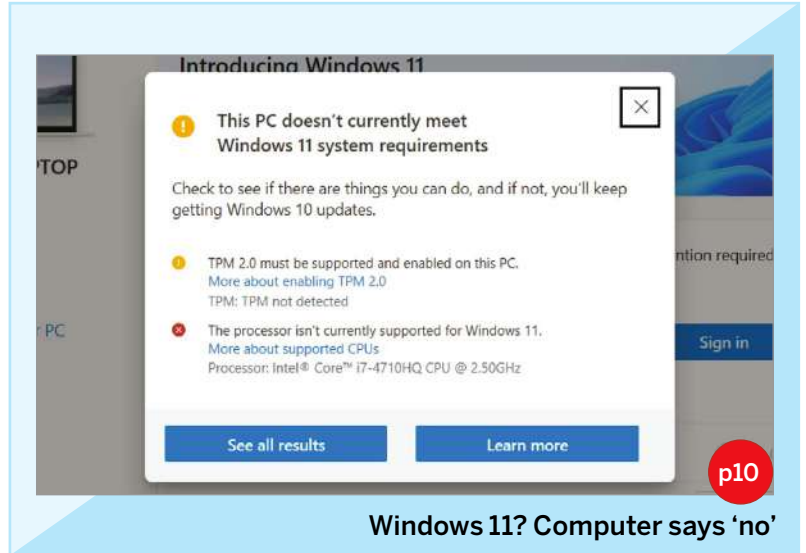 Introducing Windows 11
This PC doesn't currently meet
Windows 11 system requirements
Check to see if there are things you can do, and if not, you'll keep
getting Windows 10 updates.
TPM 2.0 must be supported and enabled on this PC.
More about enabling TPM 2.0
TPM: TPM not detected
The processor isn't currently supported for Windows 11.
More about supported CPUs
Processor: Intel® Core™ i7-4710HQ CPU @ 2.50GHz
See all results
Learn more
TOP
PC
ntion required
Sign in
p10
Windows 11? Computer says ‘no’